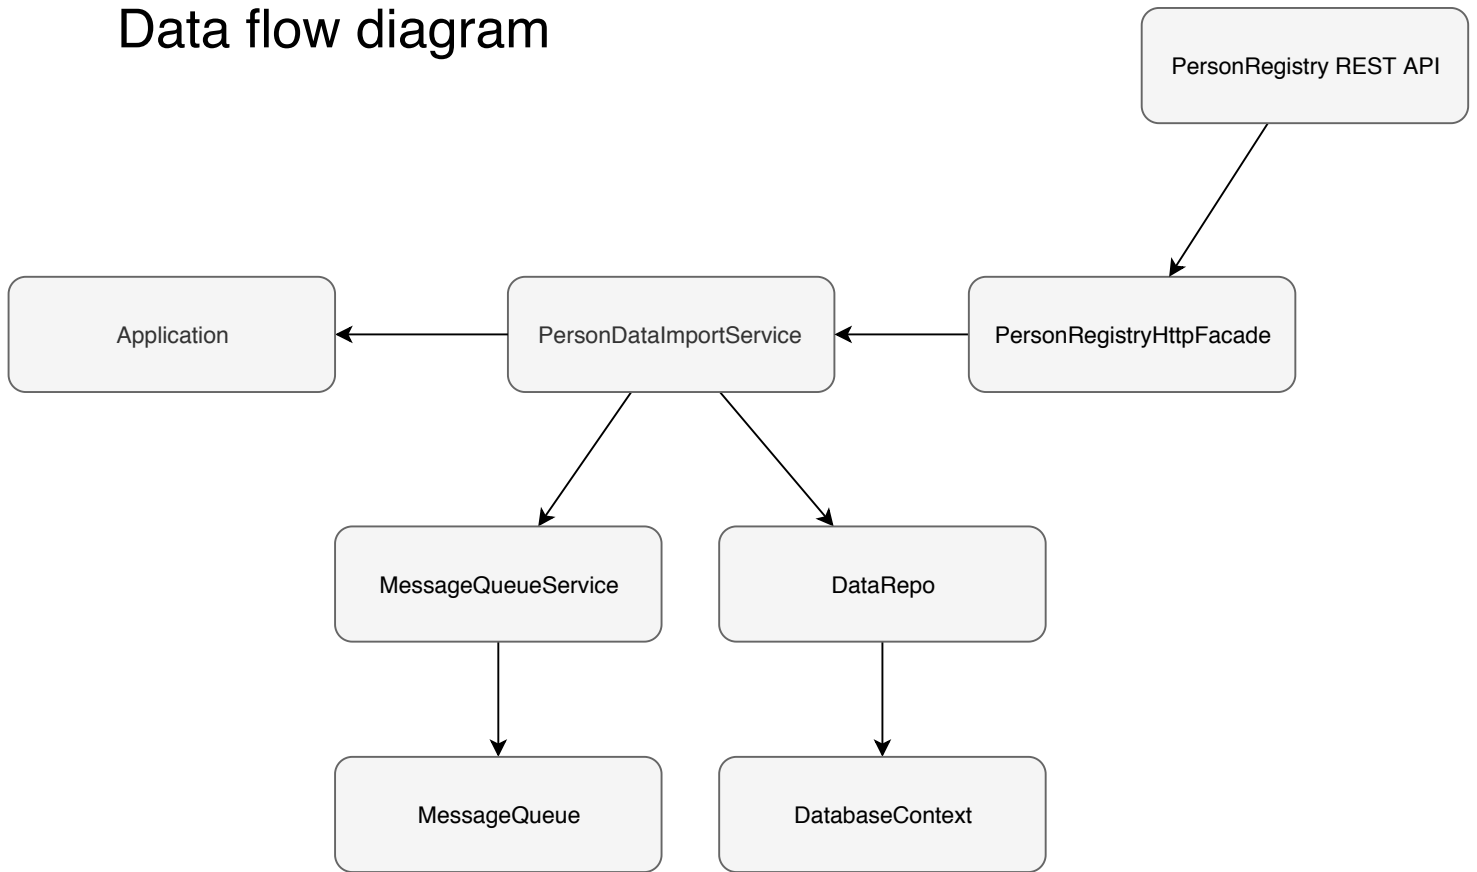 Data flow diagram
PersonRegistry REST API
Application
PersonDataImportService
PersonRegistryHttpFacade
MessageQueueService
DataRepo
MessageQueue
DatabaseContext